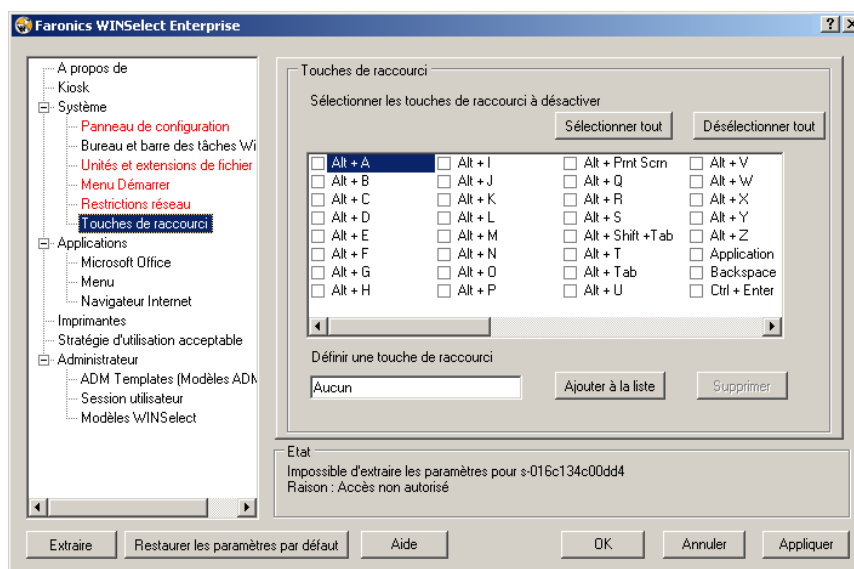 Faronics WINSelect Enterprise
A propos de
Kiosk
Système
Panneau de configuration
Bureau et barre des tâches Wi
Unités et extensions de fichier
Menu Démarrer
Restrictions réseau
Touches de raccourci
Applications
Microsoft Office
Menu
Navigateur Internet
Imprimantes
Stratégie d'utilisation acceptable
Administrateur
ADM Templates (Modèles ADM
Session utilisateur
Modèles WINSelect
Touches de raccourci
Sélectionner les touches de raccourci à désactiver
Sélectionner tout Désélectionner tout
Alt + A Alt + I Alt + Prnt Scrn Alt + V
Alt + B Alt + J Alt + Q Alt + W
Alt + C Alt + K Alt + R Alt + X
Alt + D Alt + L Alt + S Alt + Y
Alt + E Alt + M Alt + Shift +Tab Alt + Z
Alt + F Alt + N Alt + T Application
Alt + G Alt + O Alt + Tab Backspace
Alt + H Alt + P Alt + U Ctrl + Enter
Définir une touche de raccourci
Aucun Ajouter à la liste Supprimer
Etat
Impossible d'extraire les paramètres pour s-016c134c00dd4
Raison : Accès non autorisé
Extraire Restaurer les paramètres par défaut Aide OK Annuler Appliquer